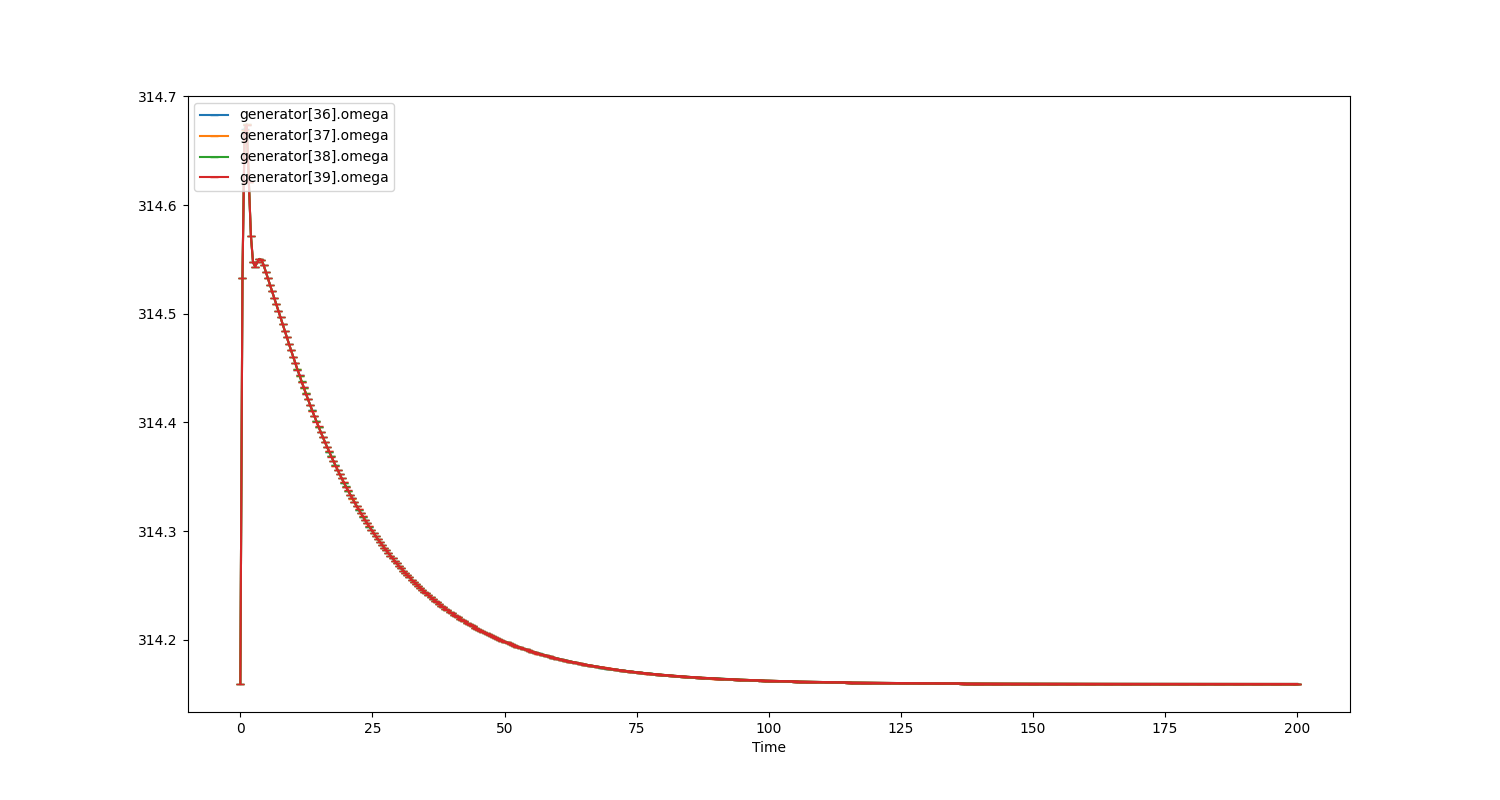 314.7
314.6
314.5
314.4
314.3
314.2
generator[36].omega
generator[37].omega
generator[38].omega
generator[39].omega
0 25 50 75 100 125 150 175 200
Time